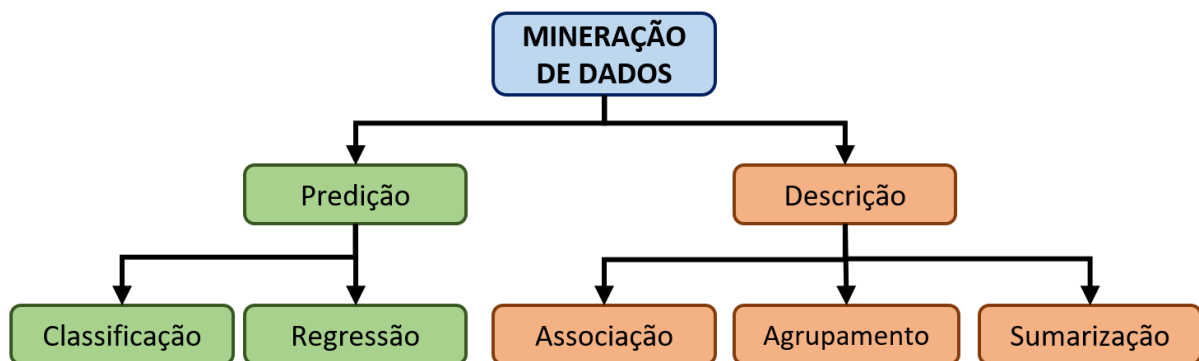 MINERAÇÃO
DE DADOS
Predição
Descrição
Classificação
Regressão
Associação
Agrupamento
Sumarização